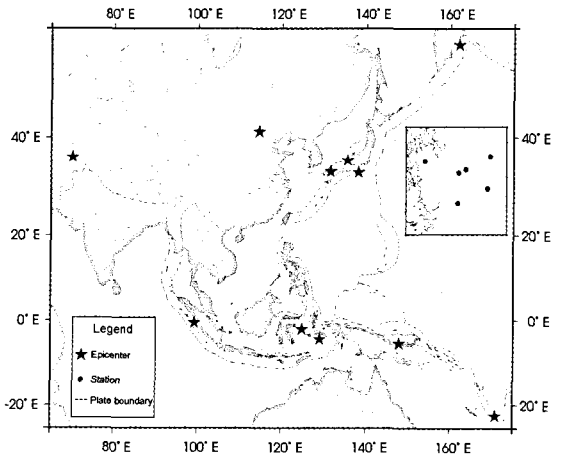 80˚ E 100˚ E 120˚ E 140˚ E 160˚ E
40˚ E 40˚ E
20˚ E 20˚ E
0˚ E 0˚ E
-20˚ E 20˚ E
Legend
Epicenter
Station
Plate boundary
80˚ E 100˚ E 120˚ E 140˚ E 160˚ E